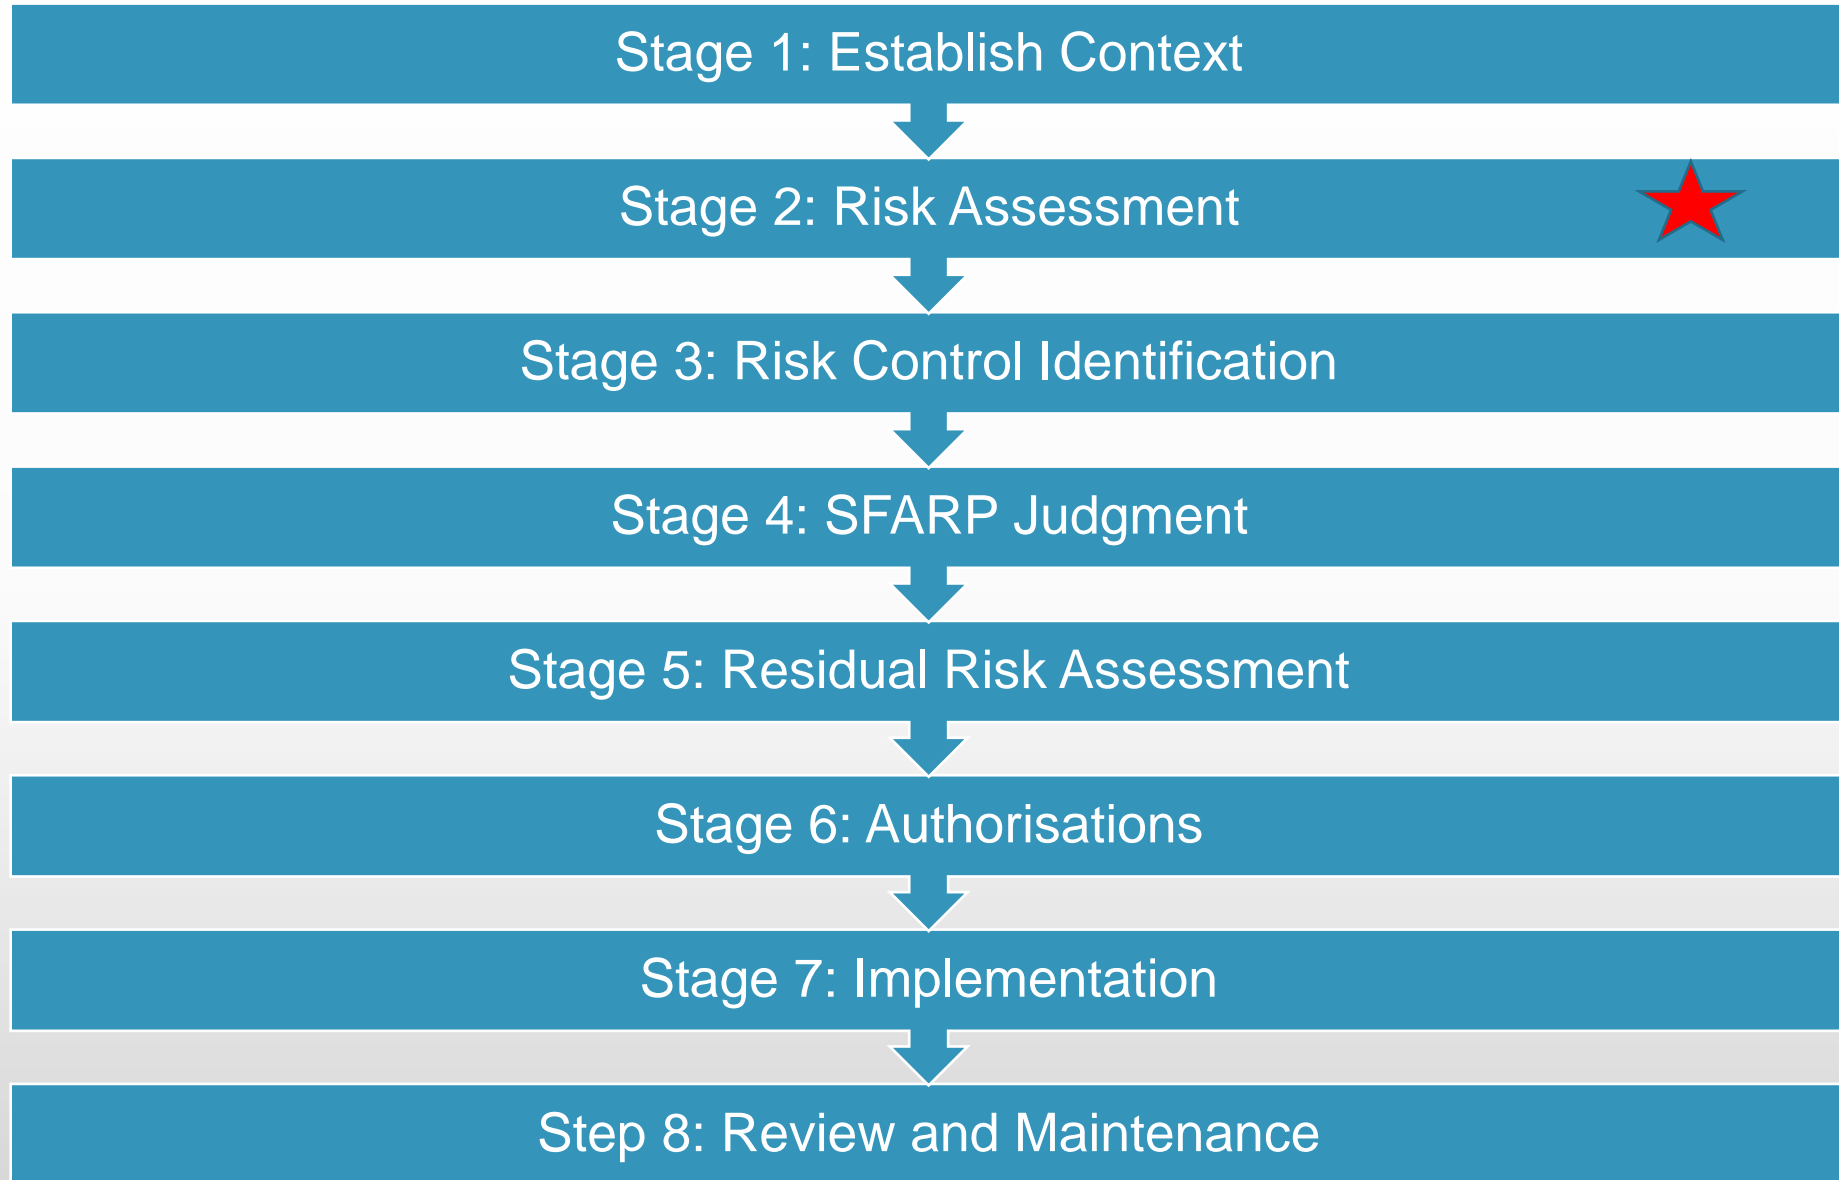 Stage 1: Establish Context
Stage 2: Risk Assessment
Stage 3: Risk Control Identification
Stage 4: SFARP Judgment
Stage 5: Residual Risk Assessment
Stage 6: Authorisations
Stage 7: Implementation
Step 8: Review and Maintenance